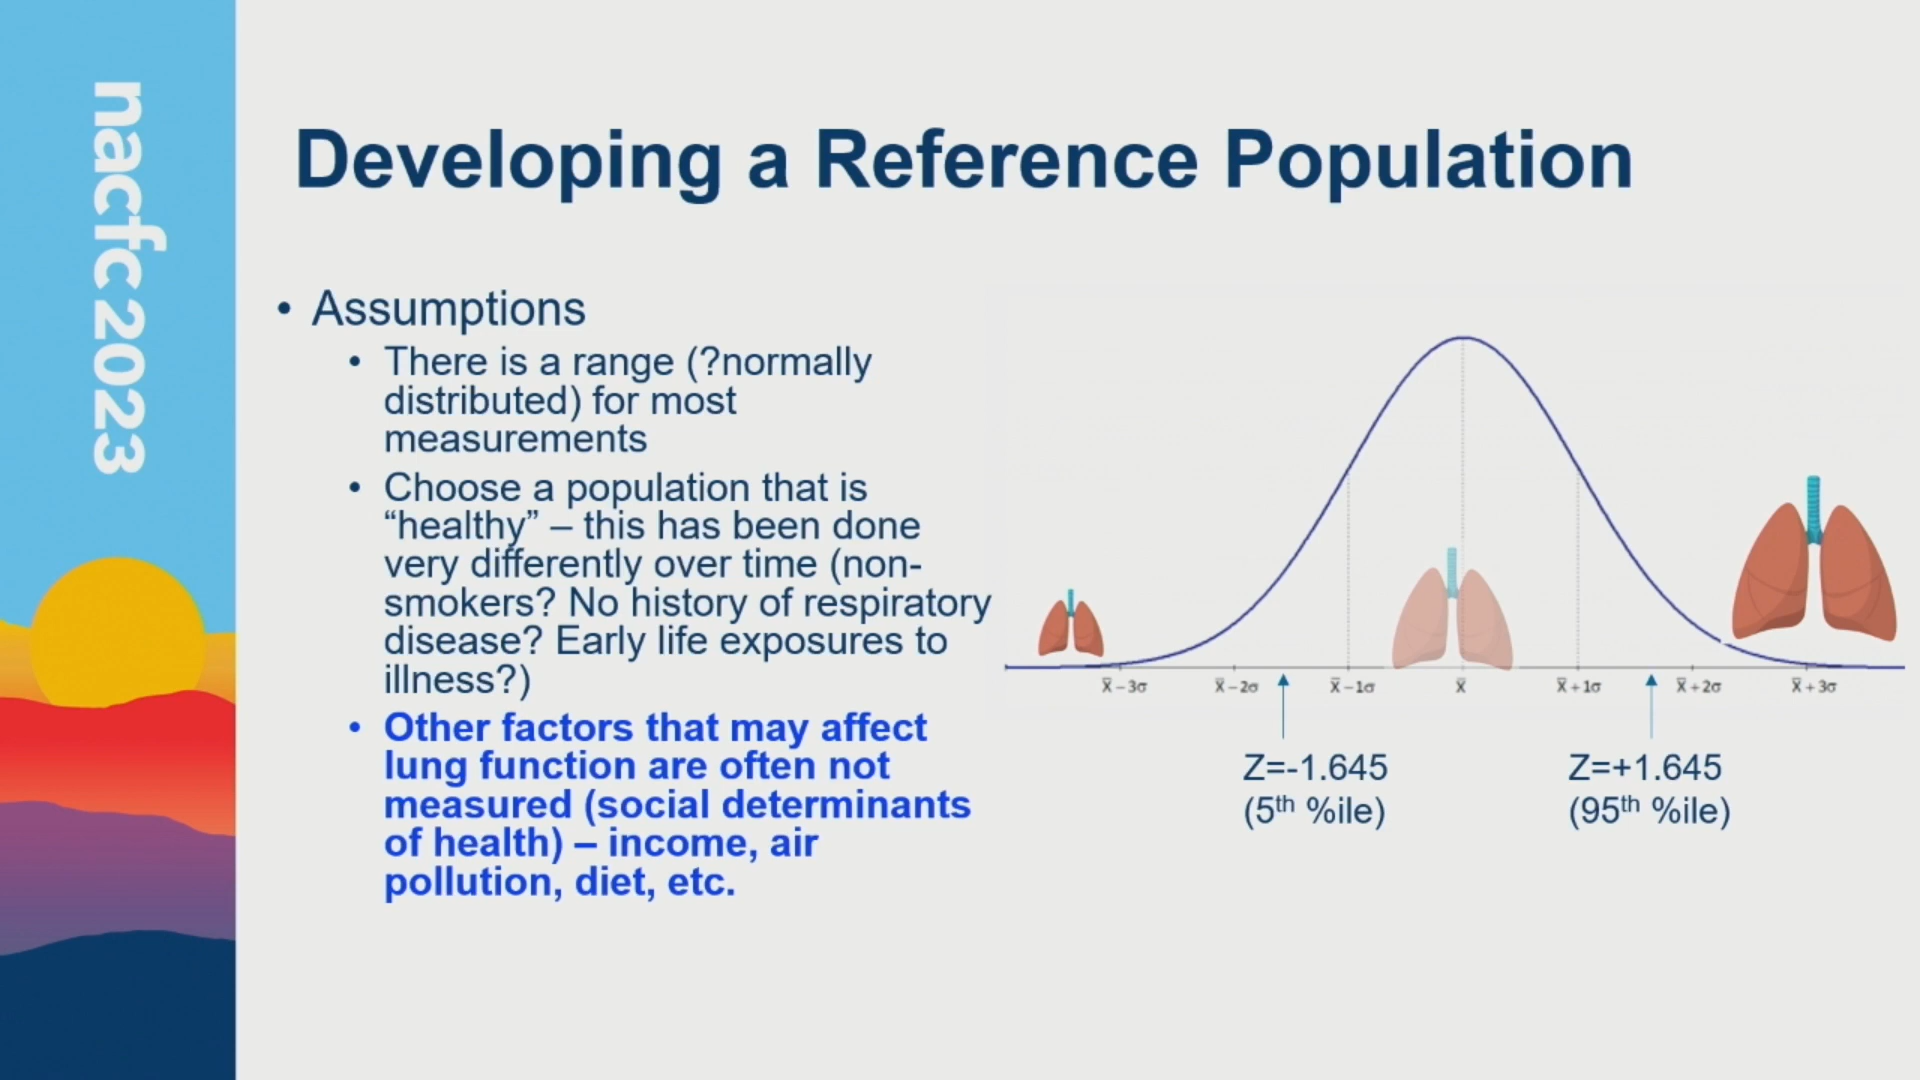 nacfc 2023
Developing a Reference Population
• Assumptions
• There is a range (?normally
distributed) for most
measurements
• Choose a population that is
“healthy” – this has been done
very differently over time (non-
smokers? No history of respiratory
disease? Early life exposures to
illness?)
• Other factors that may affect
lung function are often not
measured (social determinants
of health) – income, air
pollution, diet, etc.
x̅ – 3σ x̅ – 2σ x̅ – 1σ x̅ x̅ + 1σ x̅ + 2σ x̅ + 3σ
Z=-1.645
(5th %ile)
Z=+1.645
(95th %ile)